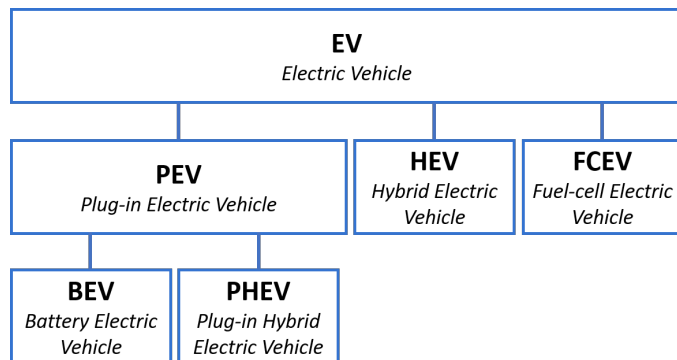 EV
Electric Vehicle
PEV
Plug-in Electric Vehicle
HEV
Hybrid Electric
Vehicle
FCEV
Fuel-cell Electric
Vehicle
BEV
Battery Electric
Vehicle
PHEV
Plug-in Hybrid
Electric Vehicle